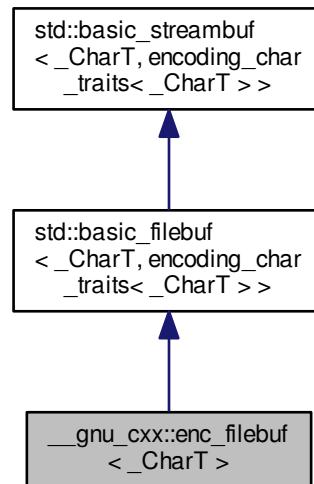 std::basic_streambuf
< _CharT, encoding_char
_traits< _CharT > >
std::basic_filebuf
< _CharT, encoding_char
_traits< _CharT > >
__gnu_cxx::enc_filebuf
< _CharT >